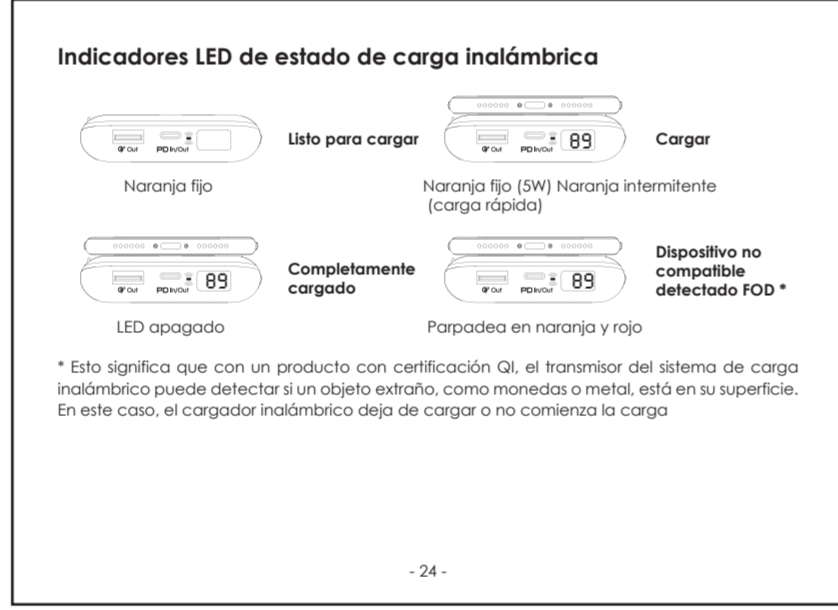 Indicadores LED de estado de carga inalámbrica
Out
PD In/Out
Listo para cargar
Naranja fijo
Out
PD In/Out
89
Cargar
Naranja fijo (5W) Naranja intermitente
(carga rápida)
Out
PD In/Out
89
Completamente
cargado
LED apagado
Out
PD In/Out
89
Dispositivo no
compatible
detectado FOD *
Parpadea en naranja y rojo
* Esto significa que con un producto con certificación QI, el transmisor del sistema de carga
inalámbrico puede detectar si un objeto extraño, como monedas o metal, está en su superficie.
En este caso, el cargador inalámbrico deja de cargar o no comienza la carga
- 24 -